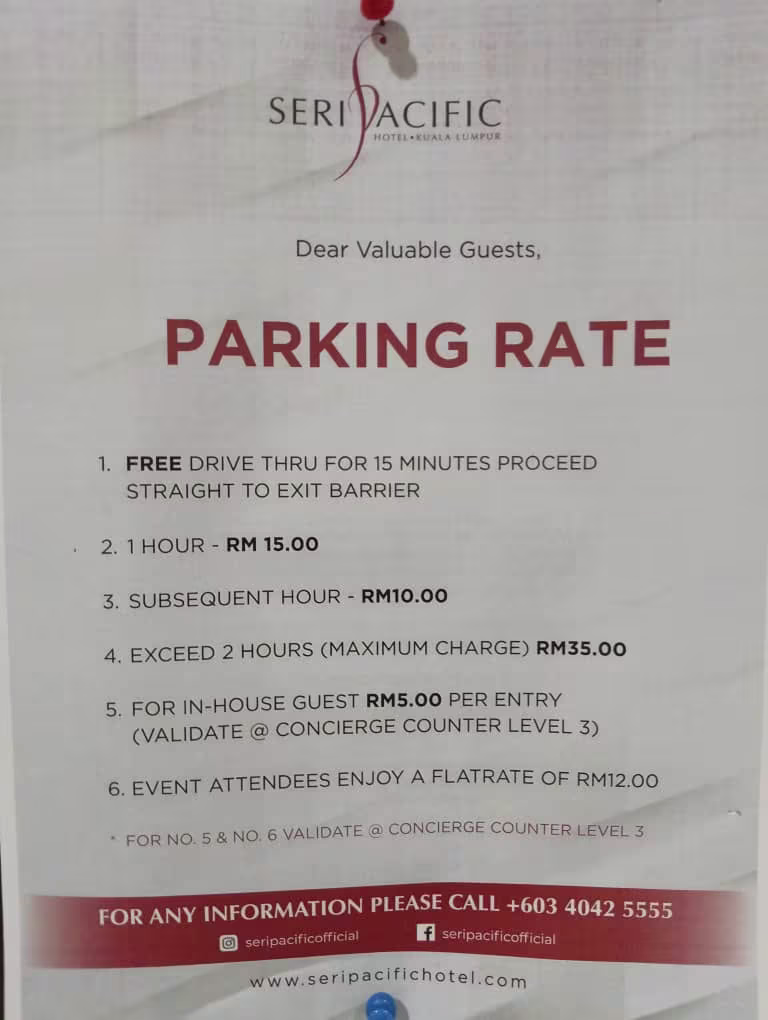 SERI PACIFIC
HOTEL•KUALA LUMPUR
Dear Valuable Guests,
PARKING RATE
1. FREE DRIVE THRU FOR 15 MINUTES PROCEED
STRAIGHT TO EXIT BARRIER
2. 1 HOUR - RM 15.00
3. SUBSEQUENT HOUR - RM10.00
4. EXCEED 2 HOURS (MAXIMUM CHARGE) RM35.00
5. FOR IN-HOUSE GUEST RM5.00 PER ENTRY
(VALIDATE @ CONCIERGE COUNTER LEVEL 3)
6. EVENT ATTENDEES ENJOY A FLATRATE OF RM12.00
* FOR NO. 5 & NO. 6 VALIDATE @ CONCIERGE COUNTER LEVEL 3
FOR ANY INFORMATION PLEASE CALL +603 4042 5555
seripacificofficial seripacificofficial
www.seripacifichotel.com